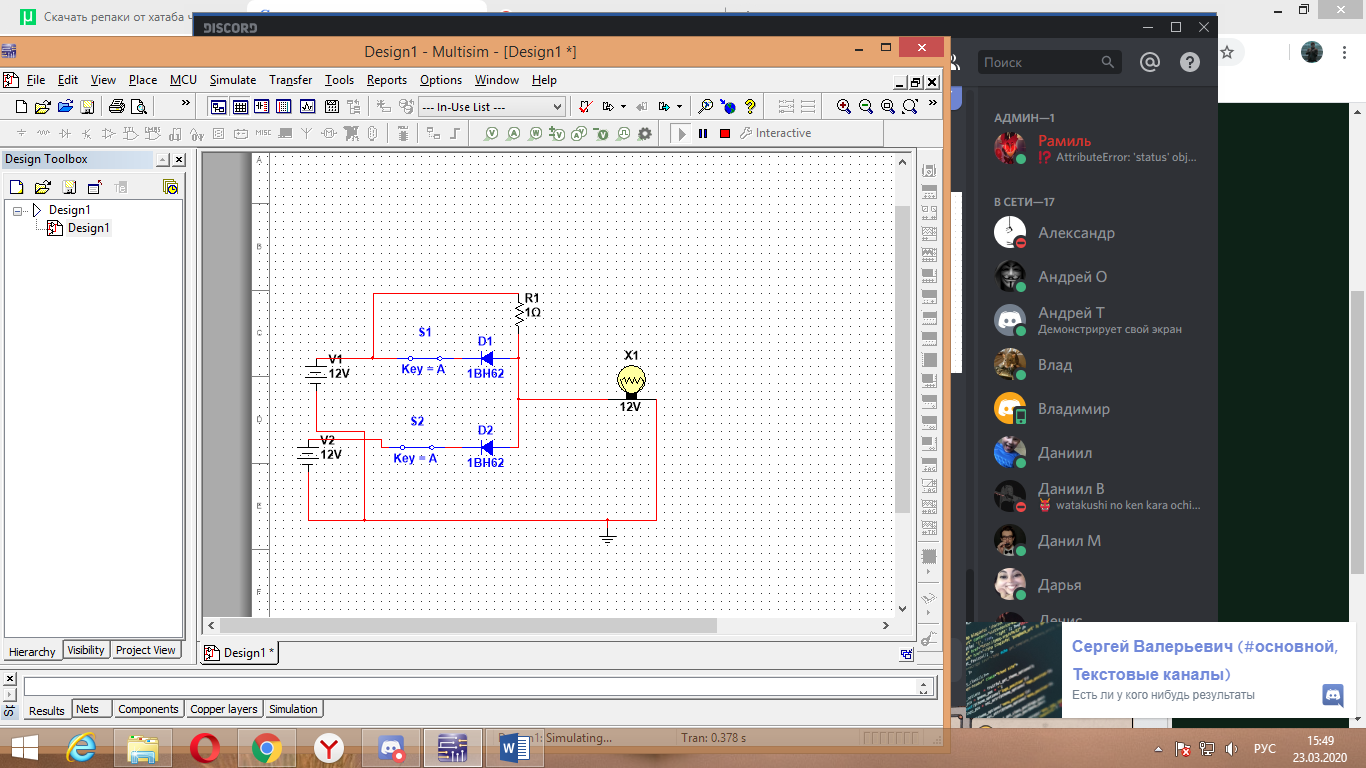 Скачать репаки от хатаба ч
DISCORD
Design1 - Multisim - [Design1 *]
File Edit View Place MCU Simulate Transfer Tools Reports Options Window Help
--- In-Use List ---
Interactive
MISC
Design Toolbox
Design1
Design1
A
B
C
D
E
F
R1
1Ω
S1
D1
Key = A
1BH62
V1
12V
X1
12V
S2
D2
Key = A
1BH62
V2
12V
Hierarchy Visibility Project View
Design1 *
Results Nets Components Copper layers Simulation
Simulating...
Tran: 0.378 s
Поиск
АДМИН—1
Рамиль
AttributeError: 'status' obj...
В СЕТИ—17
Александр
Андрей О
Андрей Т
Демонстрирует свой экран
Влад
Владимир
Даниил
Даниил В
watakushi no ken kara ochi...
Данил М
Дарья
Денис
Сергей Валерьевич (#основной,
Текстовые каналы)
Есть ли у кого нибудь результаты
РУС
15:49
23.03.2020